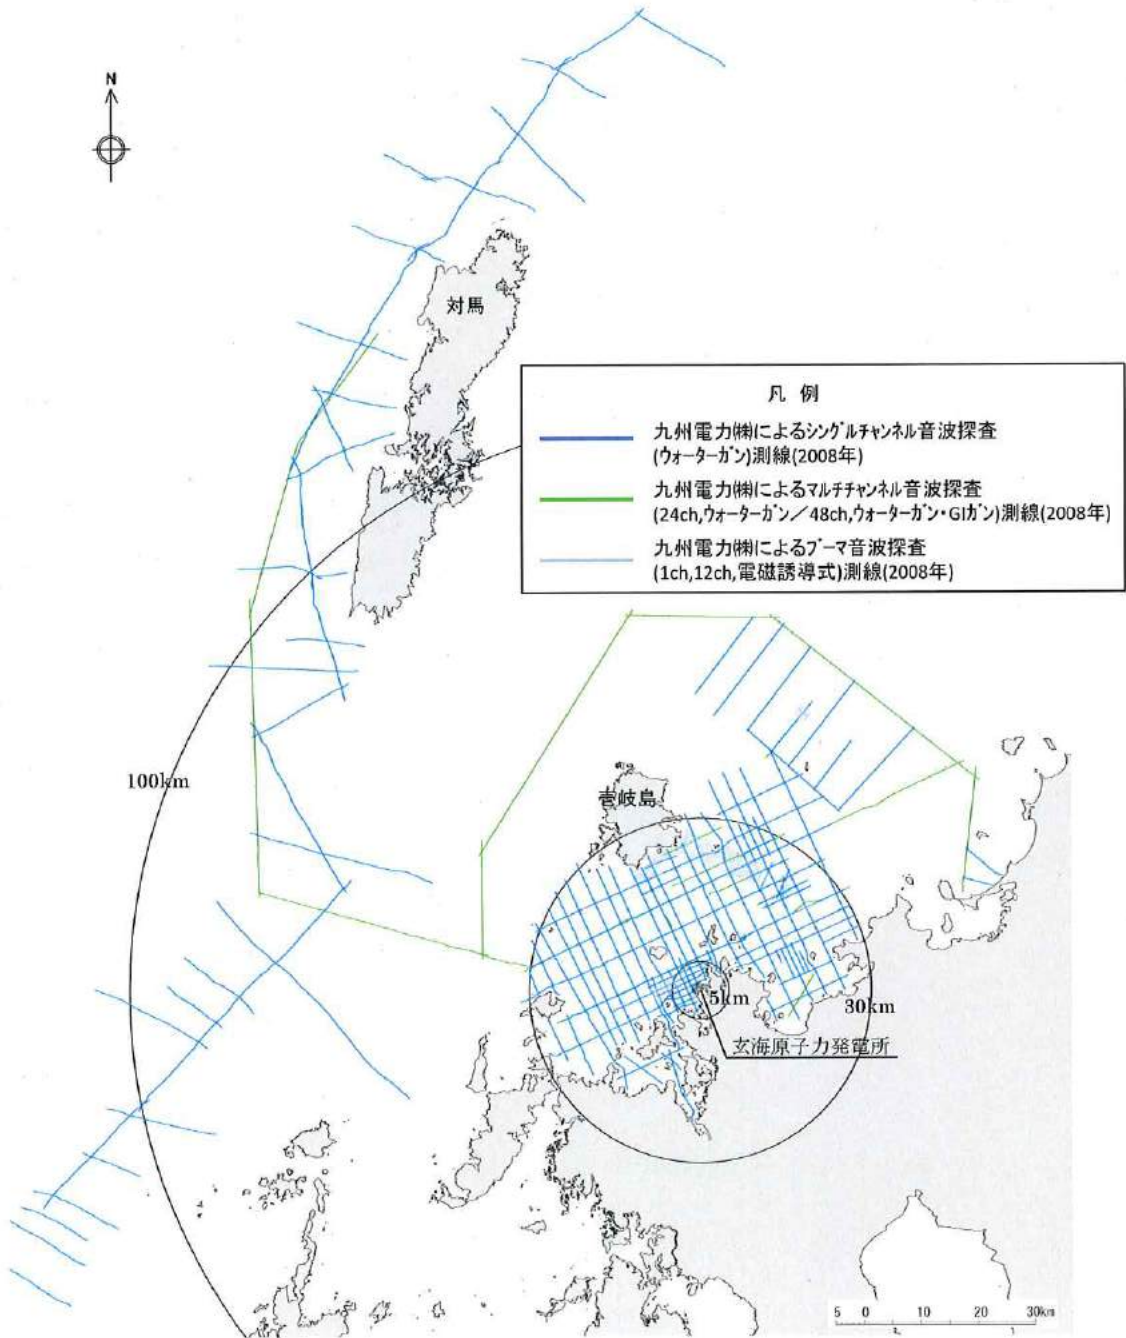 N
対馬
凡 例
九州電力㈱によるシングルチャンネル音波探査
(ウォーターガン)測線(2008年)
九州電力㈱によるマルチチャンネル音波探査
(24ch,ウォーターガン／48ch,ウォーターガン・GIガン)測線(2008年)
九州電力㈱によるブーマ音波探査
(1ch,12ch,電磁誘導式)測線(2008年)
100km
壱岐島
5km
30km
玄海原子力発電所
5 0 10 20 30km